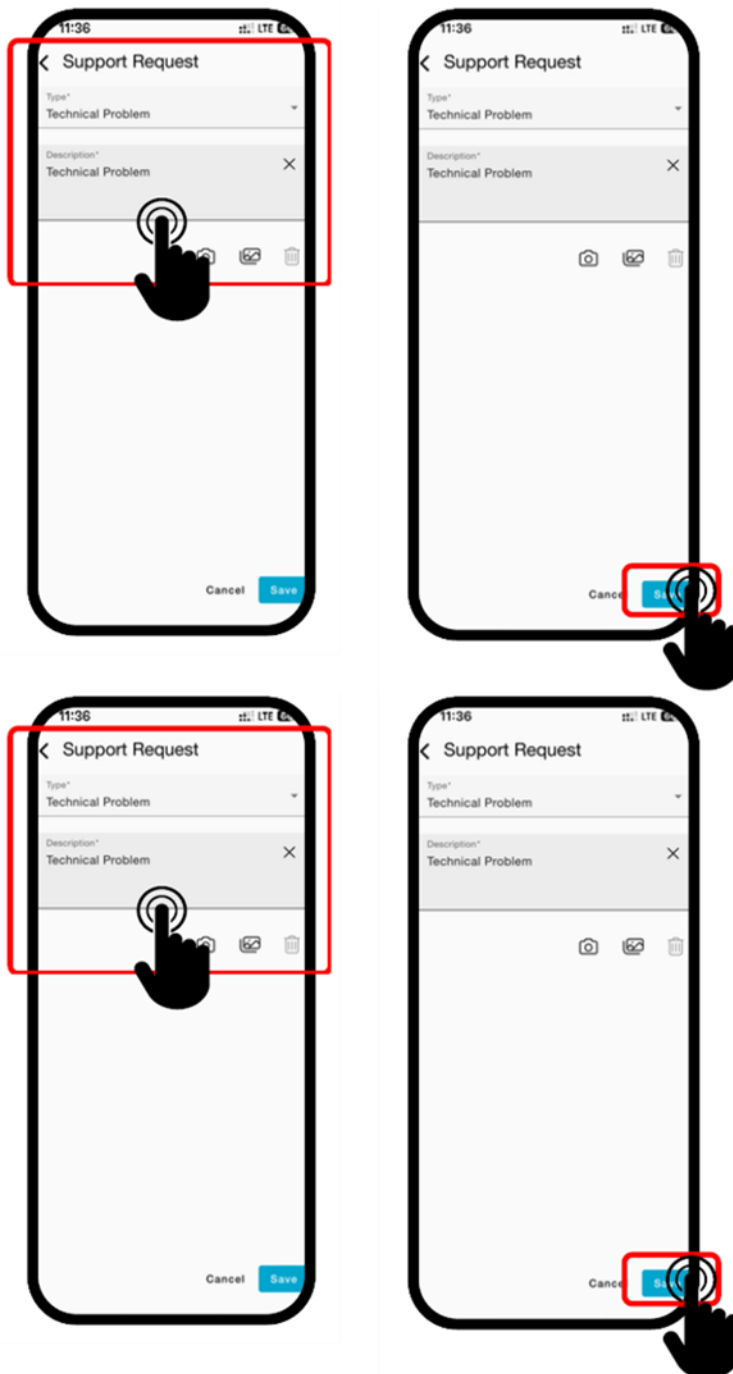 11:36 LTE
Support Request
Type*
Technical Problem
Description*
Technical Problem
Cancel Save
11:36 LTE
Support Request
Type*
Technical Problem
Description*
Technical Problem
11:36 LTE
Support Request
Type*
Technical Problem
Description*
Technical Problem
Cancel Save
11:36 LTE
Support Request
Type*
Technical Problem
Description*
Technical Problem